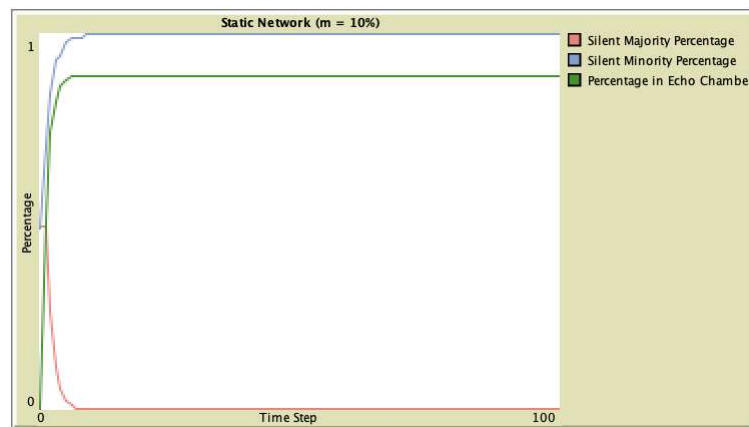 Static Network (m = 10%)
1
Percentage
0
0
Time Step
100
Silent Majority Percentage
Silent Minority Percentage
Percentage in Echo Chambe